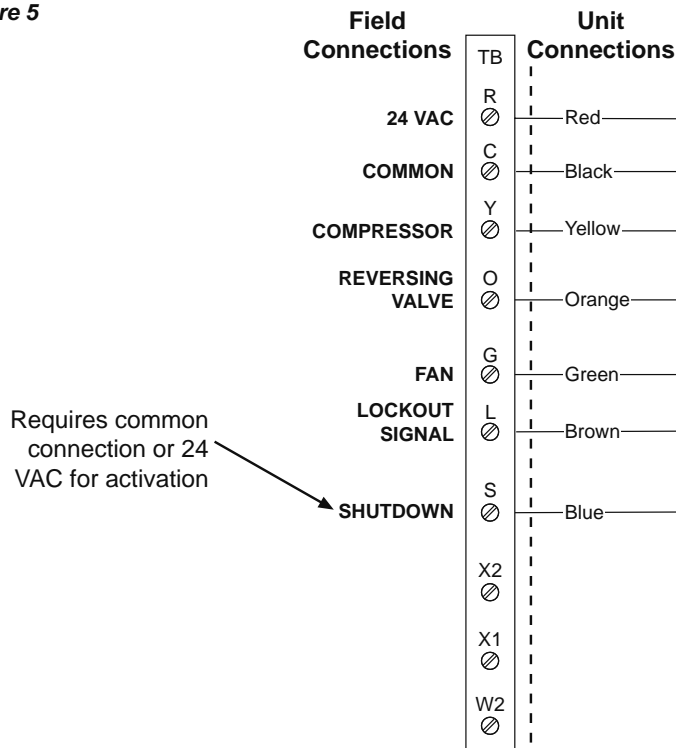 re 5
Field
Connections
TB
Unit
Connections
R
24 VAC
Red
C
COMMON
Black
Y
COMPRESSOR
Yellow
O
REVERSING
VALVE
Orange
G
FAN
Green
L
LOCKOUT
SIGNAL
Brown
Requires common
connection or 24
VAC for activation
S
SHUTDOWN
Blue
X2
X1
W2